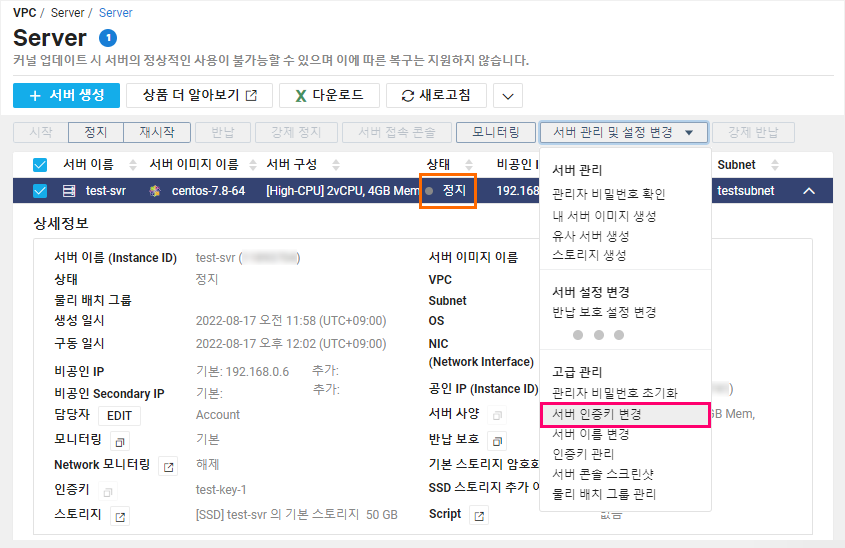 VPC / Server / Server
Server 1
커널 업데이트 시 서버의 정상적인 사용이 불가능할 수 있으며 이에 따른 복구는 지원하지 않습니다.
+ 서버 생성 상품 더 알아보기 다운로드 새로고침
시작 정지 재시작 반납 강제 정지 서버 접속 콘솔 모니터링 서버 관리 및 설정 변경 강제 반납
서버 이름 서버 이미지 이름 서버 구성 상태 비공인 I Subnet
test-svr centos-7.8-64 [High-CPU] 2vCPU, 4GB Mem 정지 192.168 testsubnet
서버 관리
관리자 비밀번호 확인
내 서버 이미지 생성
유사 서버 생성
스토리지 생성
서버 설정 변경
반납 보호 설정 변경
고급 관리
관리자 비밀번호 초기화
서버 인증키 변경
서버 이름 변경
인증키 관리
서버 콘솔 스크린샷
물리 배치 그룹 관리
상세정보
서버 이름 (Instance ID) test-svr ( )
상태 정지
물리 배치 그룹
생성 일시 2022-08-17 오전 11:58 (UTC+09:00)
구동 일시 2022-08-17 오후 12:02 (UTC+09:00)
비공인 IP 기본: 192.168.0.6 추가:
비공인 Secondary IP 기본: 추가:
담당자 EDIT Account
모니터링 기본
Network 모니터링 해제
인증키 test-key-1
스토리지 [SSD] test-svr 의 기본 스토리지 50 GB
서버 이미지 이름
VPC
Subnet
OS
NIC
(Network Interface)
공인 IP (Instance ID) )
서버 사양 GB Mem,
반납 보호
기본 스토리지 암호화
SSD 스토리지 추가
Script 없음